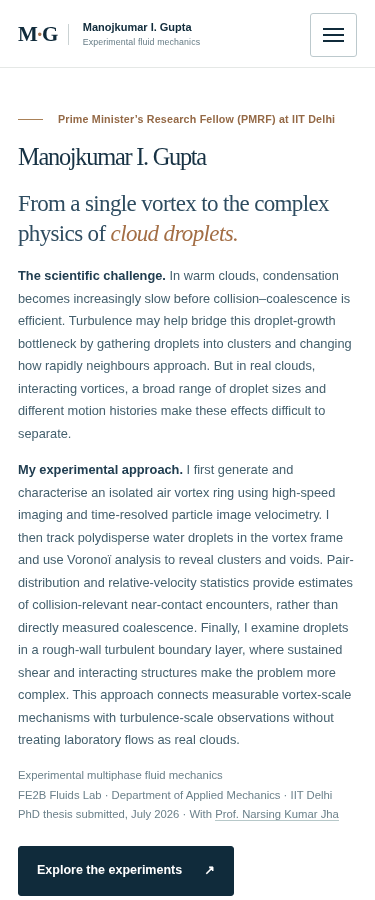 M·G
Manojkumar I. Gupta
Experimental fluid mechanics
Prime Minister's Research Fellow (PMRF) at IIT Delhi
Manojkumar I. Gupta
From a single vortex to the complex
physics of cloud droplets.
The scientific challenge. In warm clouds, condensation
becomes increasingly slow before collision–coalescence is
efficient. Turbulence may help bridge this droplet-growth
bottleneck by gathering droplets into clusters and changing
how rapidly neighbours approach. But in real clouds,
interacting vortices, a broad range of droplet sizes and
different motion histories make these effects difficult to
separate.
My experimental approach. I first generate and
characterise an isolated air vortex ring using high-speed
imaging and time-resolved particle image velocimetry. I
then track polydisperse water droplets in the vortex frame
and use Voronoï analysis to reveal clusters and voids. Pair-
distribution and relative-velocity statistics provide estimates
of collision-relevant near-contact encounters, rather than
directly measured coalescence. Finally, I examine droplets
in a rough-wall turbulent boundary layer, where sustained
shear and interacting structures make the problem more
complex. This approach connects measurable vortex-scale
mechanisms with turbulence-scale observations without
treating laboratory flows as real clouds.
Experimental multiphase fluid mechanics
FE2B Fluids Lab · Department of Applied Mechanics · IIT Delhi
PhD thesis submitted, July 2026 · With Prof. Narsing Kumar Jha
Explore the experiments ↗